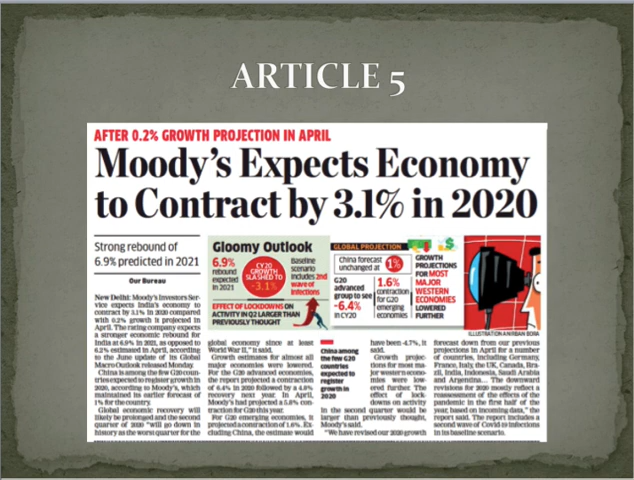 ARTICLE 5
AFTER 0.2% GROWTH PROJECTION IN APRIL
Moody's Expects Economy
to Contract by 3.1% in 2020
Strong rebound of
6.9% predicted in 2021
Our Bureau
New Delhi: Moody's Investors Ser-
vice expects India's economy to
contract by 3.1% in 2020 compared
with 0.2% growth it projected in
April. The rating company expects
a stronger economic rebound for
India at 6.9% in 2021, as opposed to
6.2% estimated in April, according
to the June update of its Global
Macro Outlook released Monday.
China is among the few G20 coun-
tries expected to register growth in
2020, according to Moody's, which
maintained its earlier forecast of
1% for the country.
Global economic recovery will
likely be prolonged and the second
quarter of 2020 "will go down in
history as the worst quarter for the
Gloomy Outlook
6.9%
rebound
expected
in 2021
CY20
GROWTH
SLASHED TO
-3.1%
Baseline
scenario
includes 2nd
wave of
infections
EFFECT OF LOCKDOWNS ON
ACTIVITY IN Q2 LARGER THAN
PREVIOUSLY THOUGHT
GLOBAL PROJECTION
China forecast
unchanged at
1%
G20
advanced
group to see
-6.4%
in CY20
1.6%
contraction
for G20
emerging
economies
GROWTH
PROJECTIONS
FOR MOST
MAJOR
WESTERN
ECONOMIES
LOWERED
FURTHER
ILLUSTRATION: ANIRBAN BORA
global economy since at least
World War II," it said.
Growth estimates for almost all
major economies were lowered.
For the G20 advanced economies,
the report projected a contraction
of 6.4% in 2020 followed by a 4.8%
recovery next year. In April,
Moody's had projected a 5.8% con-
traction for G20 this year.
For G20 emerging economies, it
projected a contraction of 1.6%. Ex-
cluding China, the estimate would
China among
the few G20
countries
expected to
register
growth in
2020
have been -4.7%, it
said.
Growth projec-
tions for most ma-
jor western econo-
mies were low-
ered further. The
effect of lock-
downs on activity
in the second quarter would be
larger than previously thought,
Moody's said.
"We have revised our 2020 growth
forecast down from our previous
projections in April for a number
of countries, including Germany,
France, Italy, the UK, Canada, Bra-
zil, India, Indonesia, Saudi Arabia
and Argentina... The downward
revisions for 2020 mostly reflect a
reassessment of the effects of the
pandemic in the first half of the
year, based on incoming data," the
report said. The report includes a
second wave of Covid-19 infections
in its baseline scenario.